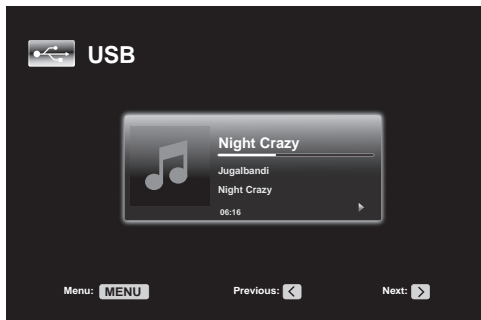 USB
Night Crazy
Jugalbandi
Night Crazy
06:16
Menu: MENU Previous: < Next: >